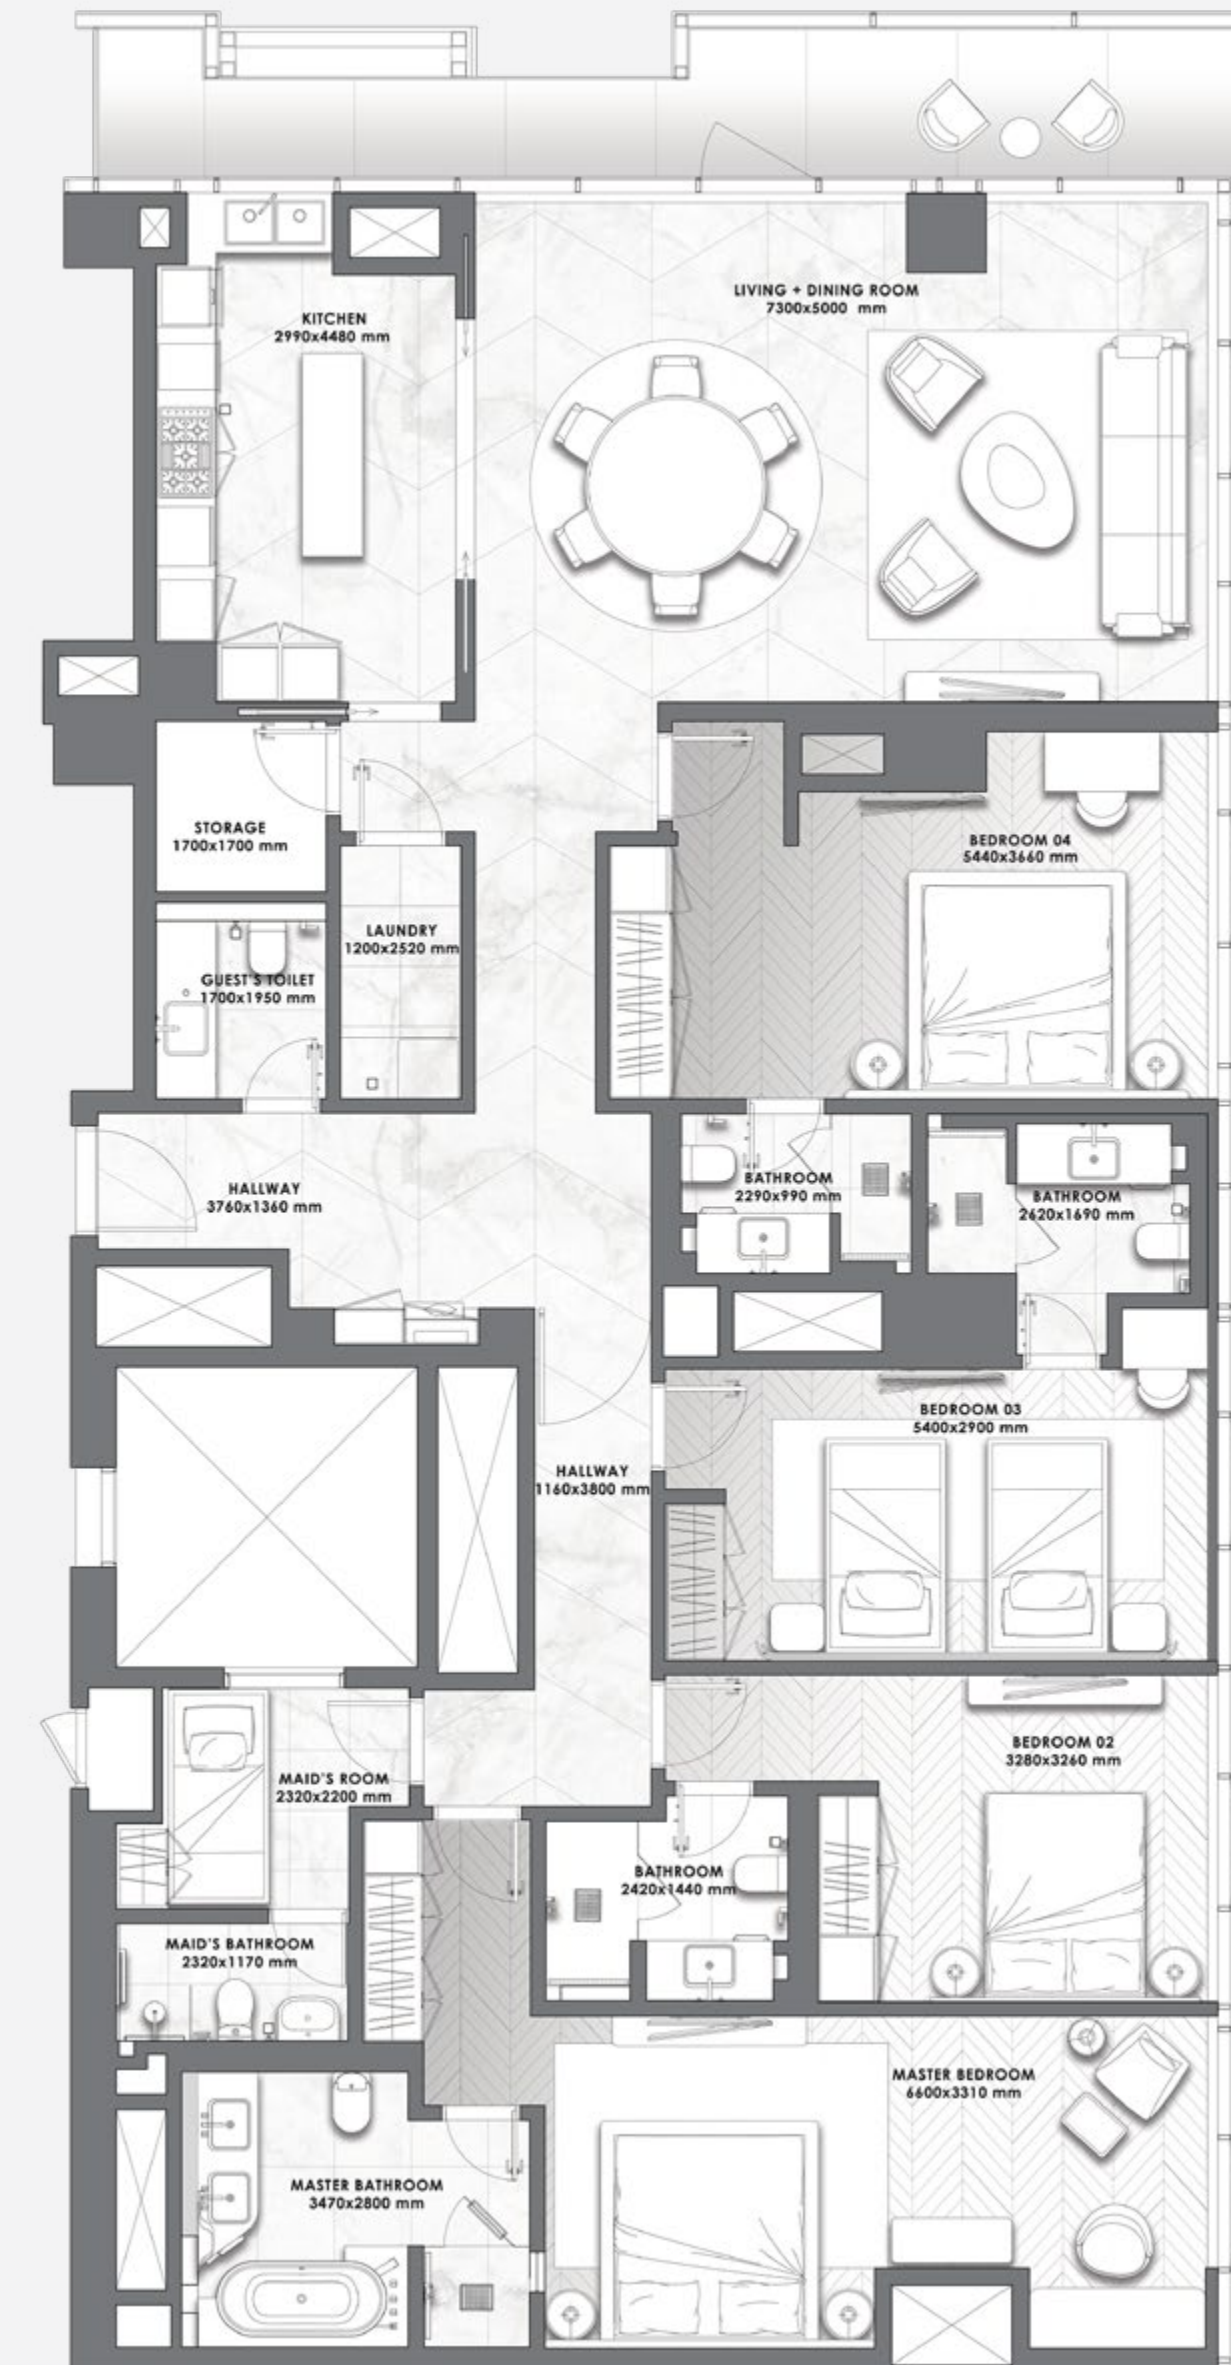 LIVING + DINING ROOM
7300x5000 mm
KITCHEN
2990x4480 mm
STORAGE
1700x1700 mm
BEDROOM 04
5440x3660 mm
LAUNDRY
1200x2520 mm
GUEST'S TOILET
1700x1950 mm
HALLWAY
3760x1360 mm
BATHROOM
2290x990 mm
BATHROOM
2620x1690 mm
BEDROOM 03
5400x2900 mm
HALLWAY
1160x3800 mm
BEDROOM 02
3280x3260 mm
MAID'S ROOM
2320x2200 mm
BATHROOM
2420x1440 mm
MAID'S BATHROOM
2320x1170 mm
MASTER BEDROOM
6600x3310 mm
MASTER BATHROOM
3470x2800 mm